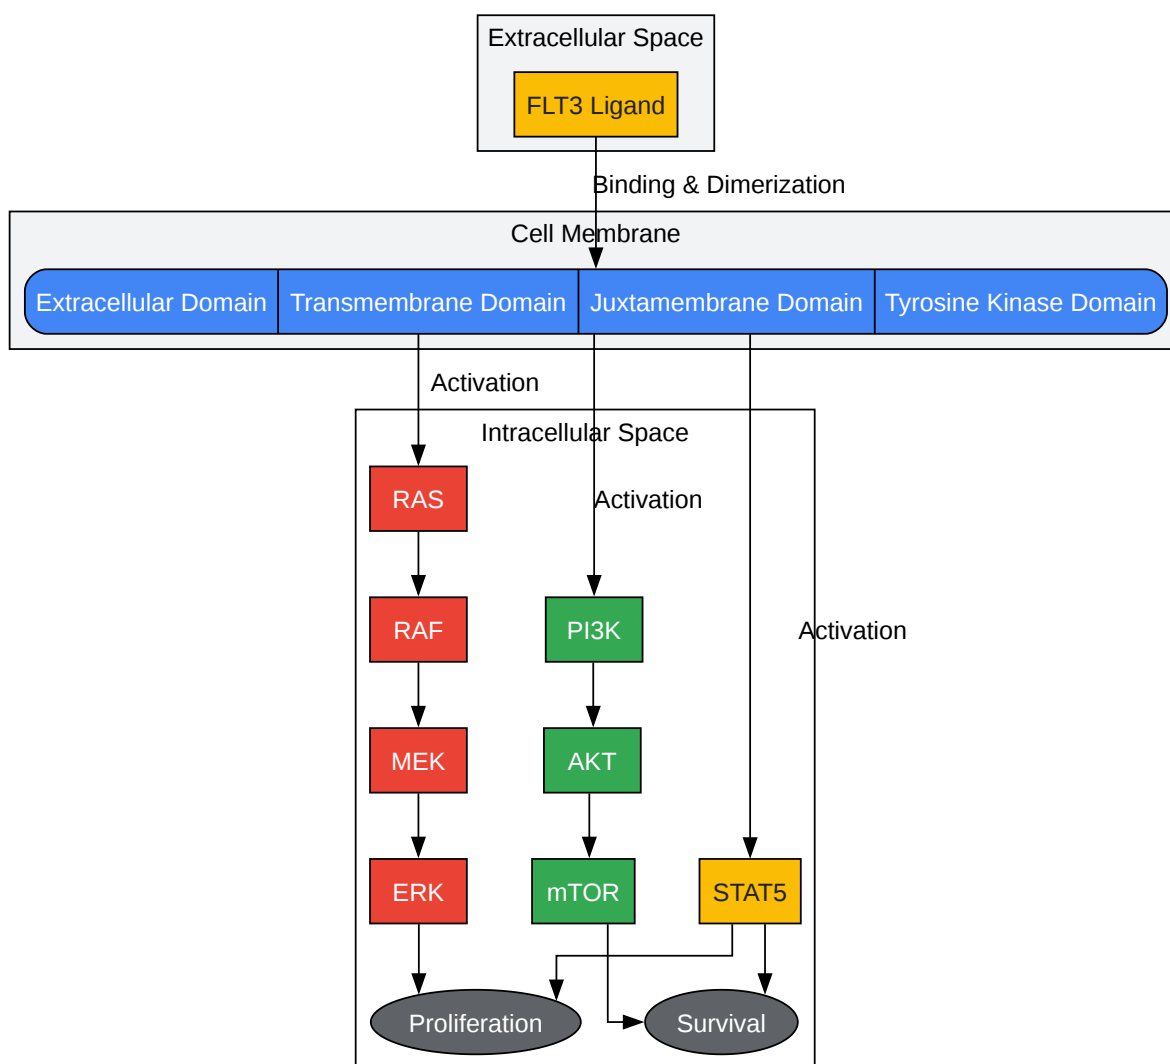 Extracellular Space
FLT3 Ligand
Binding & Dimerization
Cell Membrane
Extracellular Domain
Transmembrane Domain
Juxtamembrane Domain
Tyrosine Kinase Domain
Activation
Intracellular Space
RAS
Activation
RAF
PI3K
Activation
MEK
AKT
ERK
mTOR
STAT5
Proliferation
Survival